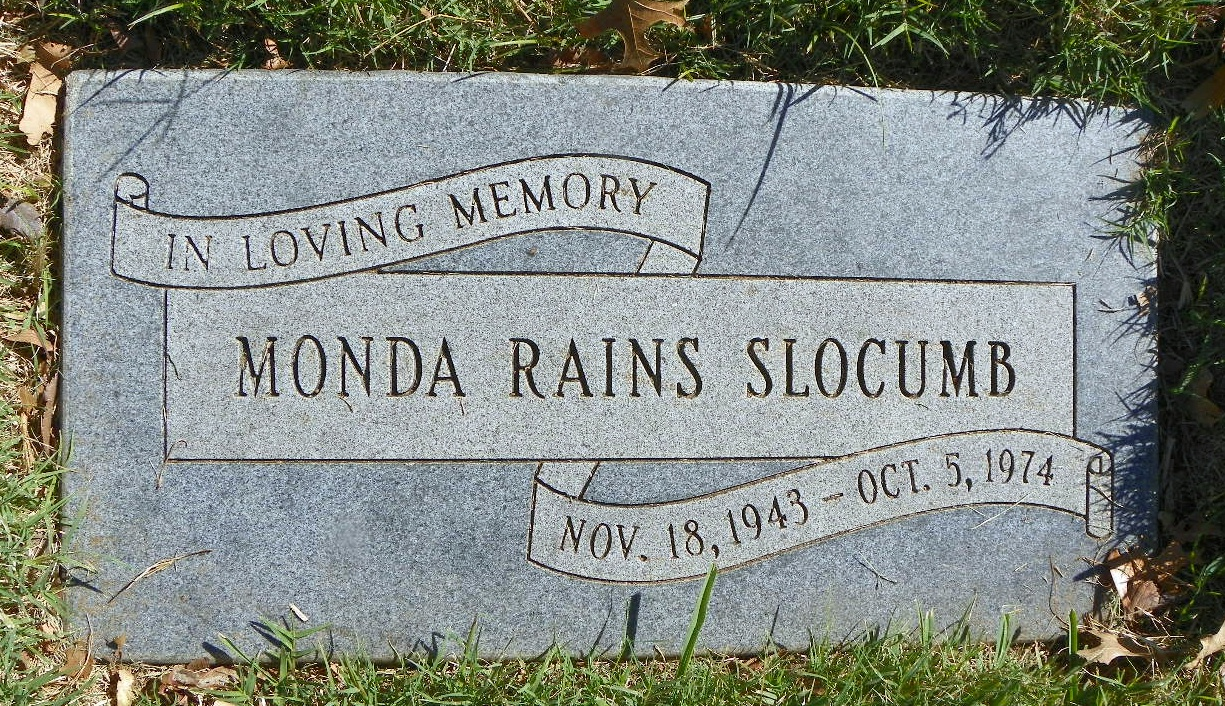 IN LOVING MEMORY
MONDA RAINS SLOCUMB
NOV. 18, 1943 - OCT. 5, 1974